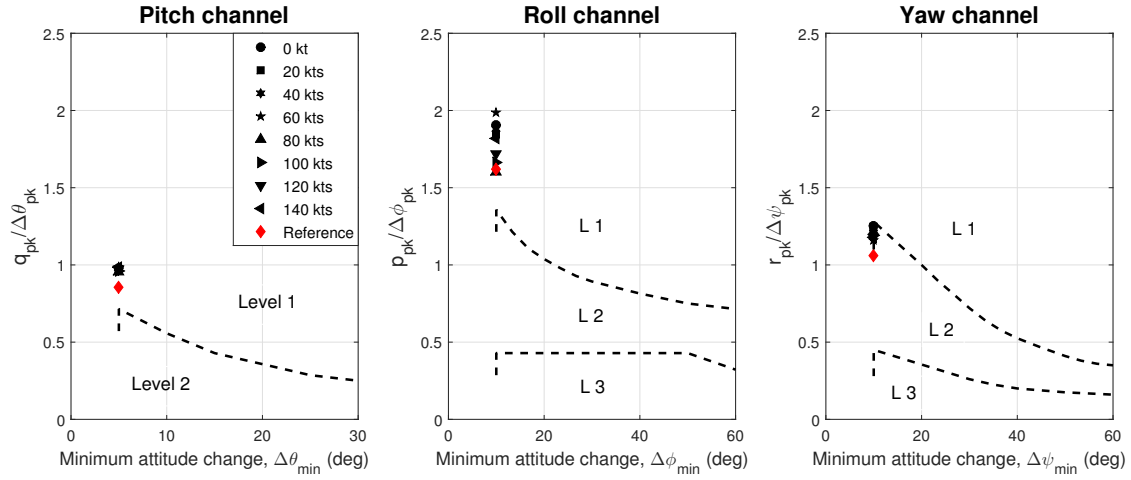 Pitch channel
q_pk/Δθ_pk
2.5
2
1.5
1
0.5
0
0 kt
20 kts
40 kts
60 kts
80 kts
100 kts
120 kts
140 kts
Reference
Level 1
Level 2
0 10 20 30
Minimum attitude change, Δθ_min (deg)
Roll channel
p_pk/Δϕ_pk
2.5
2
1.5
1
0.5
0
L 1
L 2
L 3
0 20 40 60
Minimum attitude change, Δϕ_min (deg)
Yaw channel
r_pk/Δψ_pk
2.5
2
1.5
1
0.5
0
L 1
L 2
L 3
0 20 40 60
Minimum attitude change, Δψ_min (deg)